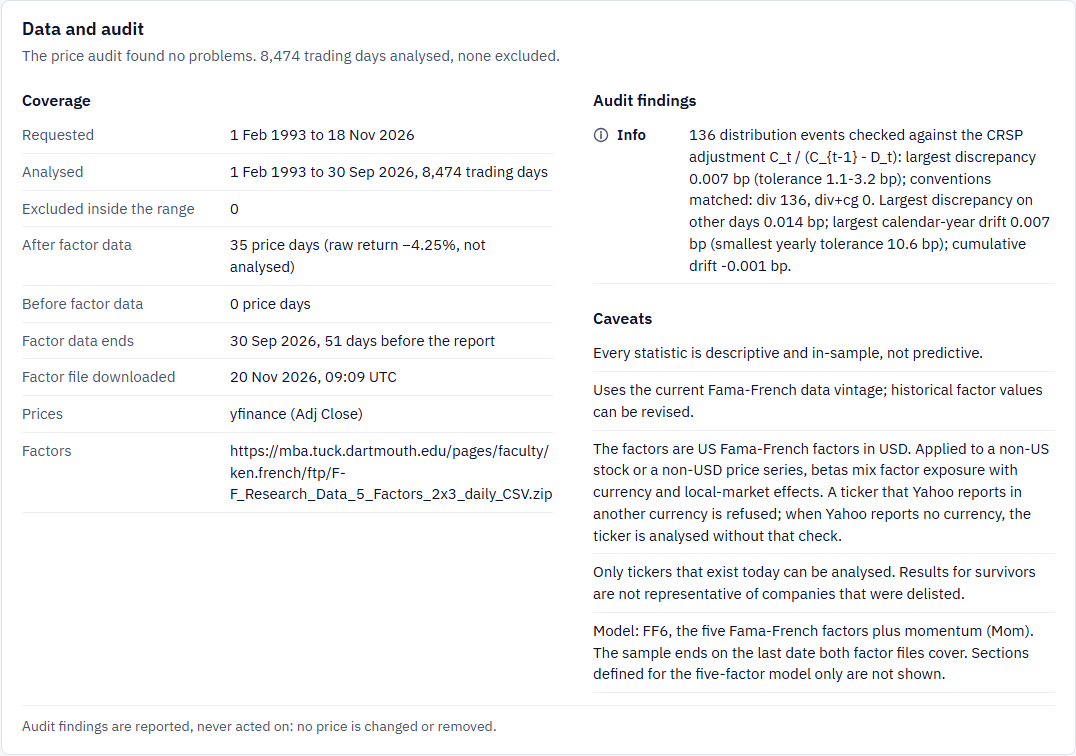 Data and audit
The price audit found no problems. 8,474 trading days analysed, none excluded.
Coverage
Requested 1 Feb 1993 to 18 Nov 2026
Analysed 1 Feb 1993 to 30 Sep 2026, 8,474 trading days
Excluded inside the range 0
After factor data 35 price days (raw return −4.25%, not
analysed)
Before factor data 0 price days
Factor data ends 30 Sep 2026, 51 days before the report
Factor file downloaded 20 Nov 2026, 09:09 UTC
Prices yfinance (Adj Close)
Factors https://mba.tuck.dartmouth.edu/pages/faculty/
ken.french/ftp/F-
F_Research_Data_5_Factors_2x3_daily_CSV.zip
Audit findings
Info 136 distribution events checked against the CRSP
adjustment C_t / (C_{t-1} - D_t): largest discrepancy
0.007 bp (tolerance 1.1-3.2 bp); conventions
matched: div 136, div+cg 0. Largest discrepancy on
other days 0.014 bp; largest calendar-year drift 0.007
bp (smallest yearly tolerance 10.6 bp); cumulative
drift -0.001 bp.
Caveats
Every statistic is descriptive and in-sample, not predictive.
Uses the current Fama-French data vintage; historical factor values
can be revised.
The factors are US Fama-French factors in USD. Applied to a non-US
stock or a non-USD price series, betas mix factor exposure with
currency and local-market effects. A ticker that Yahoo reports in
another currency is refused; when Yahoo reports no currency, the
ticker is analysed without that check.
Only tickers that exist today can be analysed. Results for survivors
are not representative of companies that were delisted.
Model: FF6, the five Fama-French factors plus momentum (Mom).
The sample ends on the last date both factor files cover. Sections
defined for the five-factor model only are not shown.
Audit findings are reported, never acted on: no price is changed or removed.